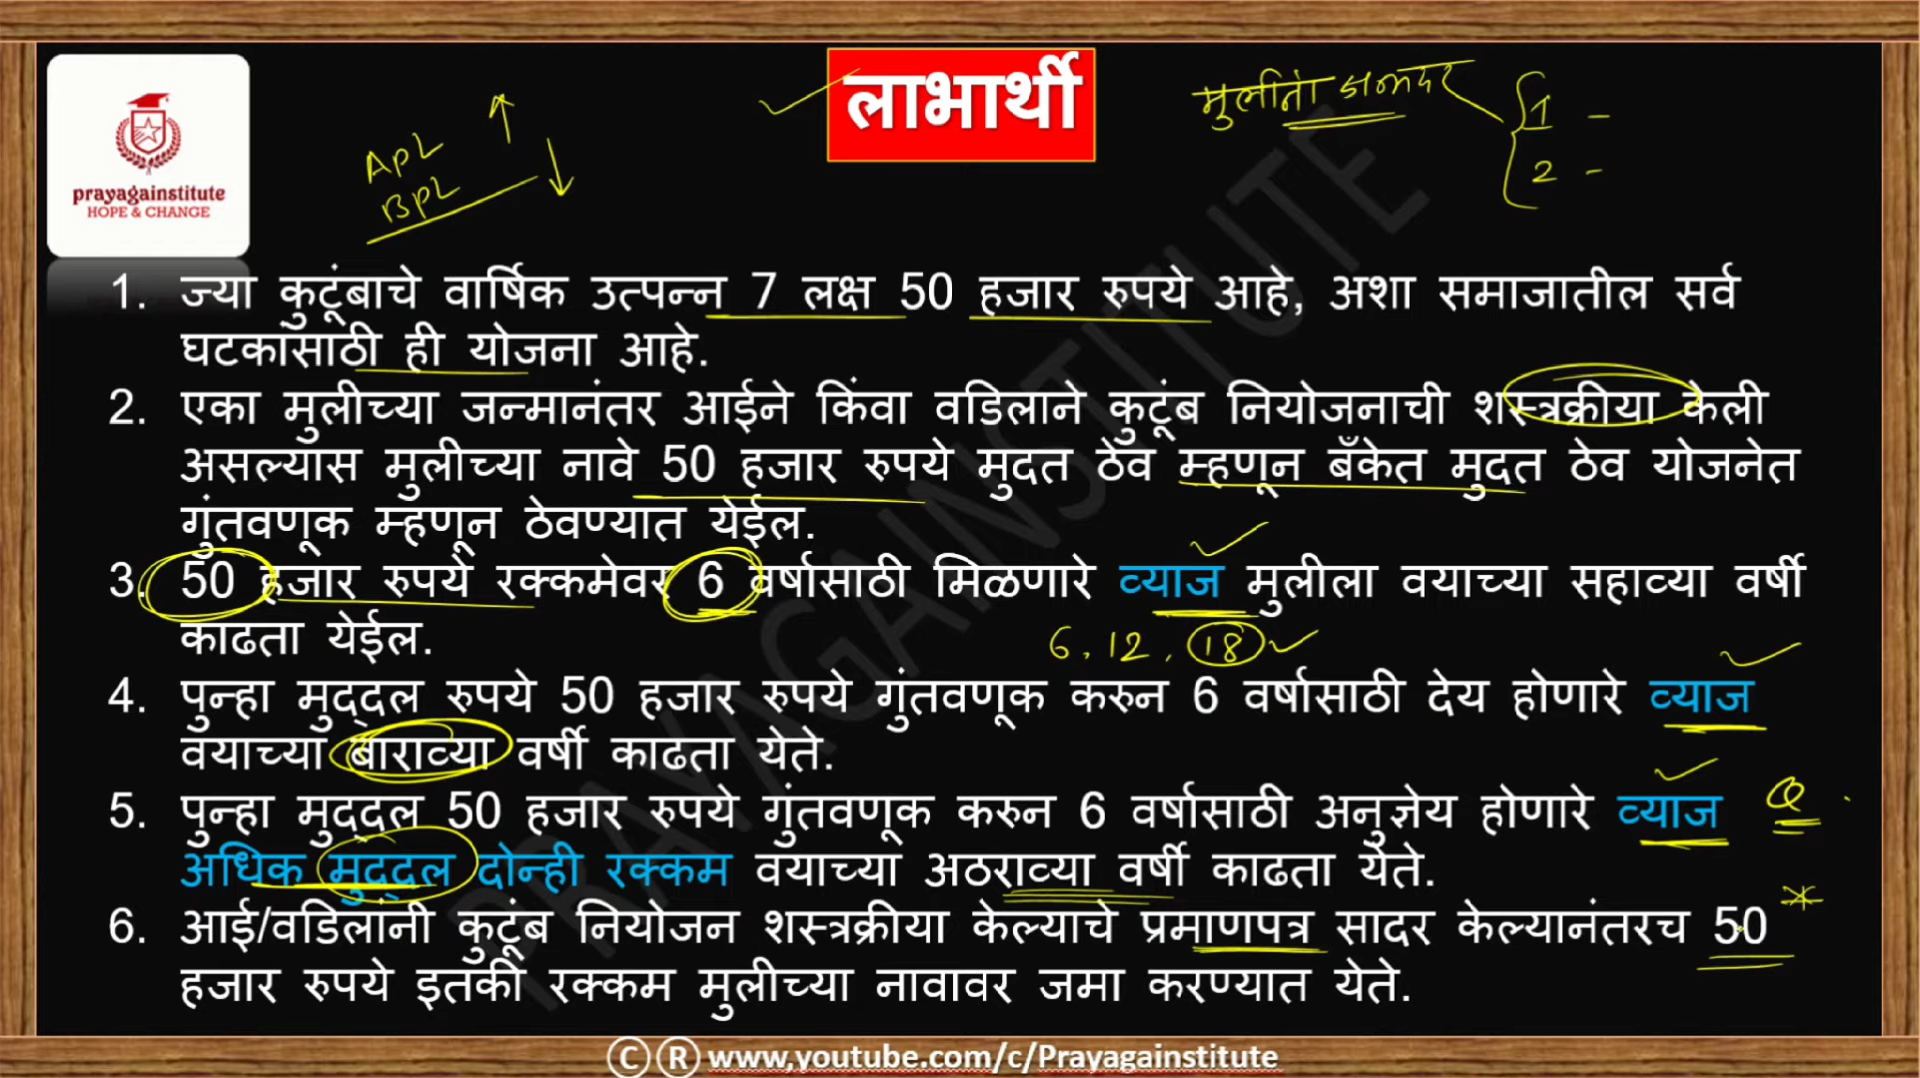 लाभार्थी
मुलींचा जन्मदर
1 -
2 -
APL
BPL
prayagainstitute
HOPE & CHANGE
1. ज्या कुटूंबाचे वार्षिक उत्पन्न 7 लक्ष 50 हजार रुपये आहे, अशा समाजातील सर्व
घटकांसाठी ही योजना आहे.
2. एका मुलीच्या जन्मानंतर आईने किंवा वडिलाने कुटूंब नियोजनाची शस्त्रक्रीया केली
असल्यास मुलीच्या नावे 50 हजार रुपये मुदत ठेव म्हणून बँकेत मुदत ठेव योजनेत
गुंतवणूक म्हणून ठेवण्यात येईल.
3. 50 हजार रुपये रक्कमेवर 6 वर्षासाठी मिळणारे व्याज मुलीला वयाच्या सहाव्या वर्षी
काढता येईल.
6, 12, 18
4. पुन्हा मुद्दल रुपये 50 हजार रुपये गुंतवणूक करुन 6 वर्षासाठी देय होणारे व्याज
वयाच्या बाराव्या वर्षी काढता येते.
5. पुन्हा मुद्दल 50 हजार रुपये गुंतवणूक करुन 6 वर्षासाठी अनुज्ञेय होणारे व्याज Q
अधिक मुद्दल दोन्ही रक्कम वयाच्या अठराव्या वर्षी काढता येते.
6. आई/वडिलांनी कुटूंब नियोजन शस्त्रक्रीया केल्याचे प्रमाणपत्र सादर केल्यानंतरच 50 *
हजार रुपये इतकी रक्कम मुलीच्या नावावर जमा करण्यात येते.
PRAYAGAINSTITUTE
© ® www.youtube.com/c/Prayagainstitute